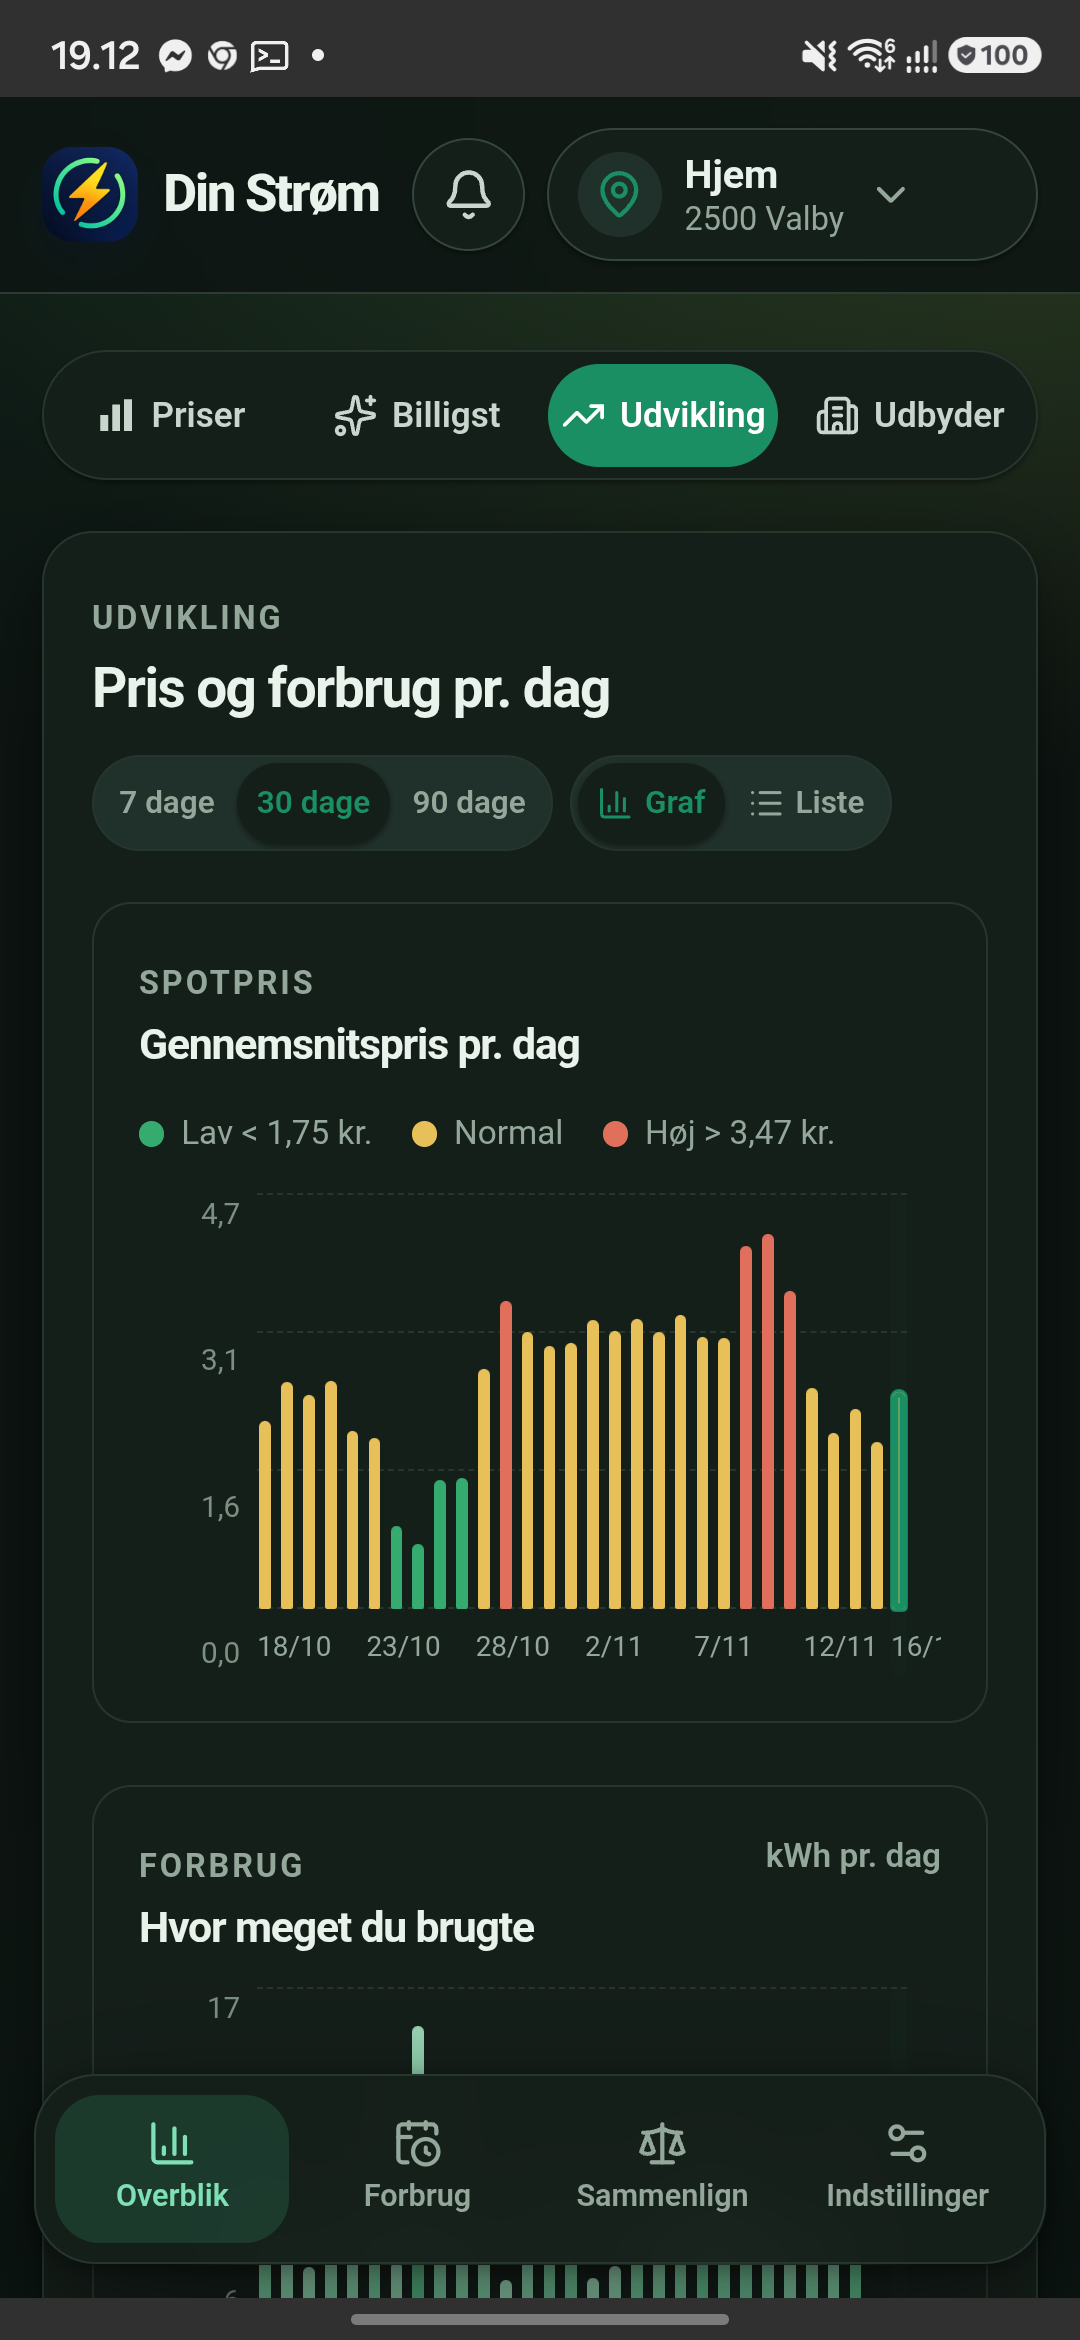 19.12
6
100
Din Strøm
Hjem
2500 Valby
Priser
Billigst
Udvikling
Udbyder
UDVIKLING
Pris og forbrug pr. dag
7 dage
30 dage
90 dage
Graf
Liste
SPOTPRIS
Gennemsnitspris pr. dag
Lav < 1,75 kr.
Normal
Høj > 3,47 kr.
4,7
3,1
1,6
0,0
18/10
23/10
28/10
2/11
7/11
12/11
16/
FORBRUG
kWh pr. dag
Hvor meget du brugte
17
Overblik
Forbrug
Sammenlign
Indstillinger